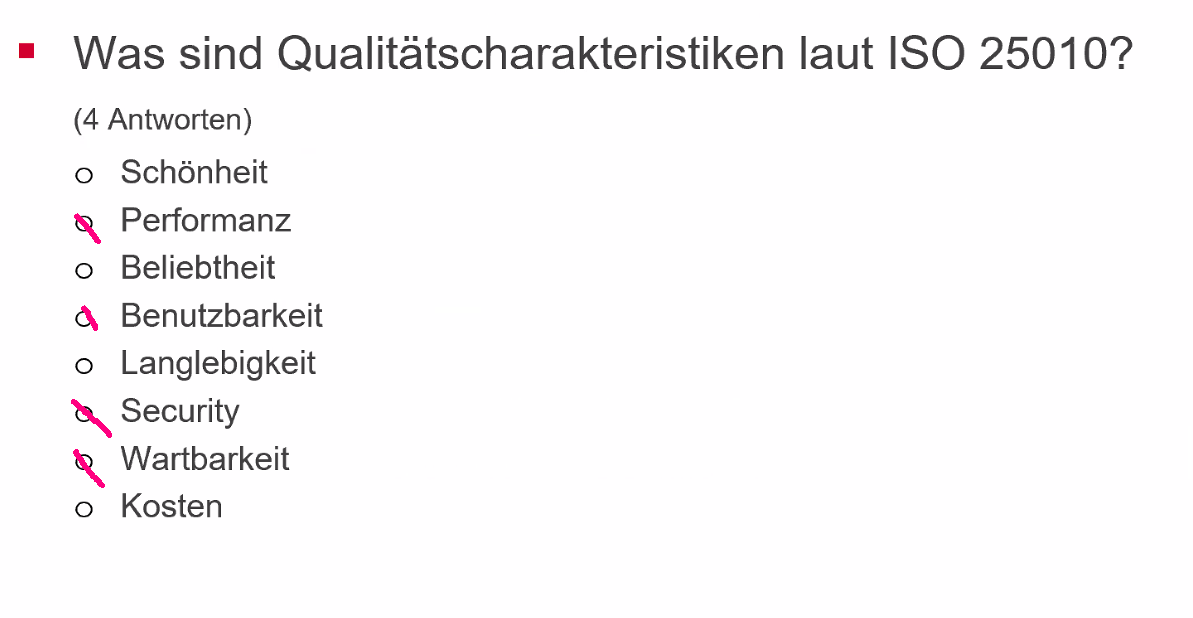 Was sind Qualitätscharakteristiken laut ISO 25010?
(4 Antworten)
Schönheit
Performanz
Beliebtheit
Benutzbarkeit
Langlebigkeit
Security
Wartbarkeit
Kosten